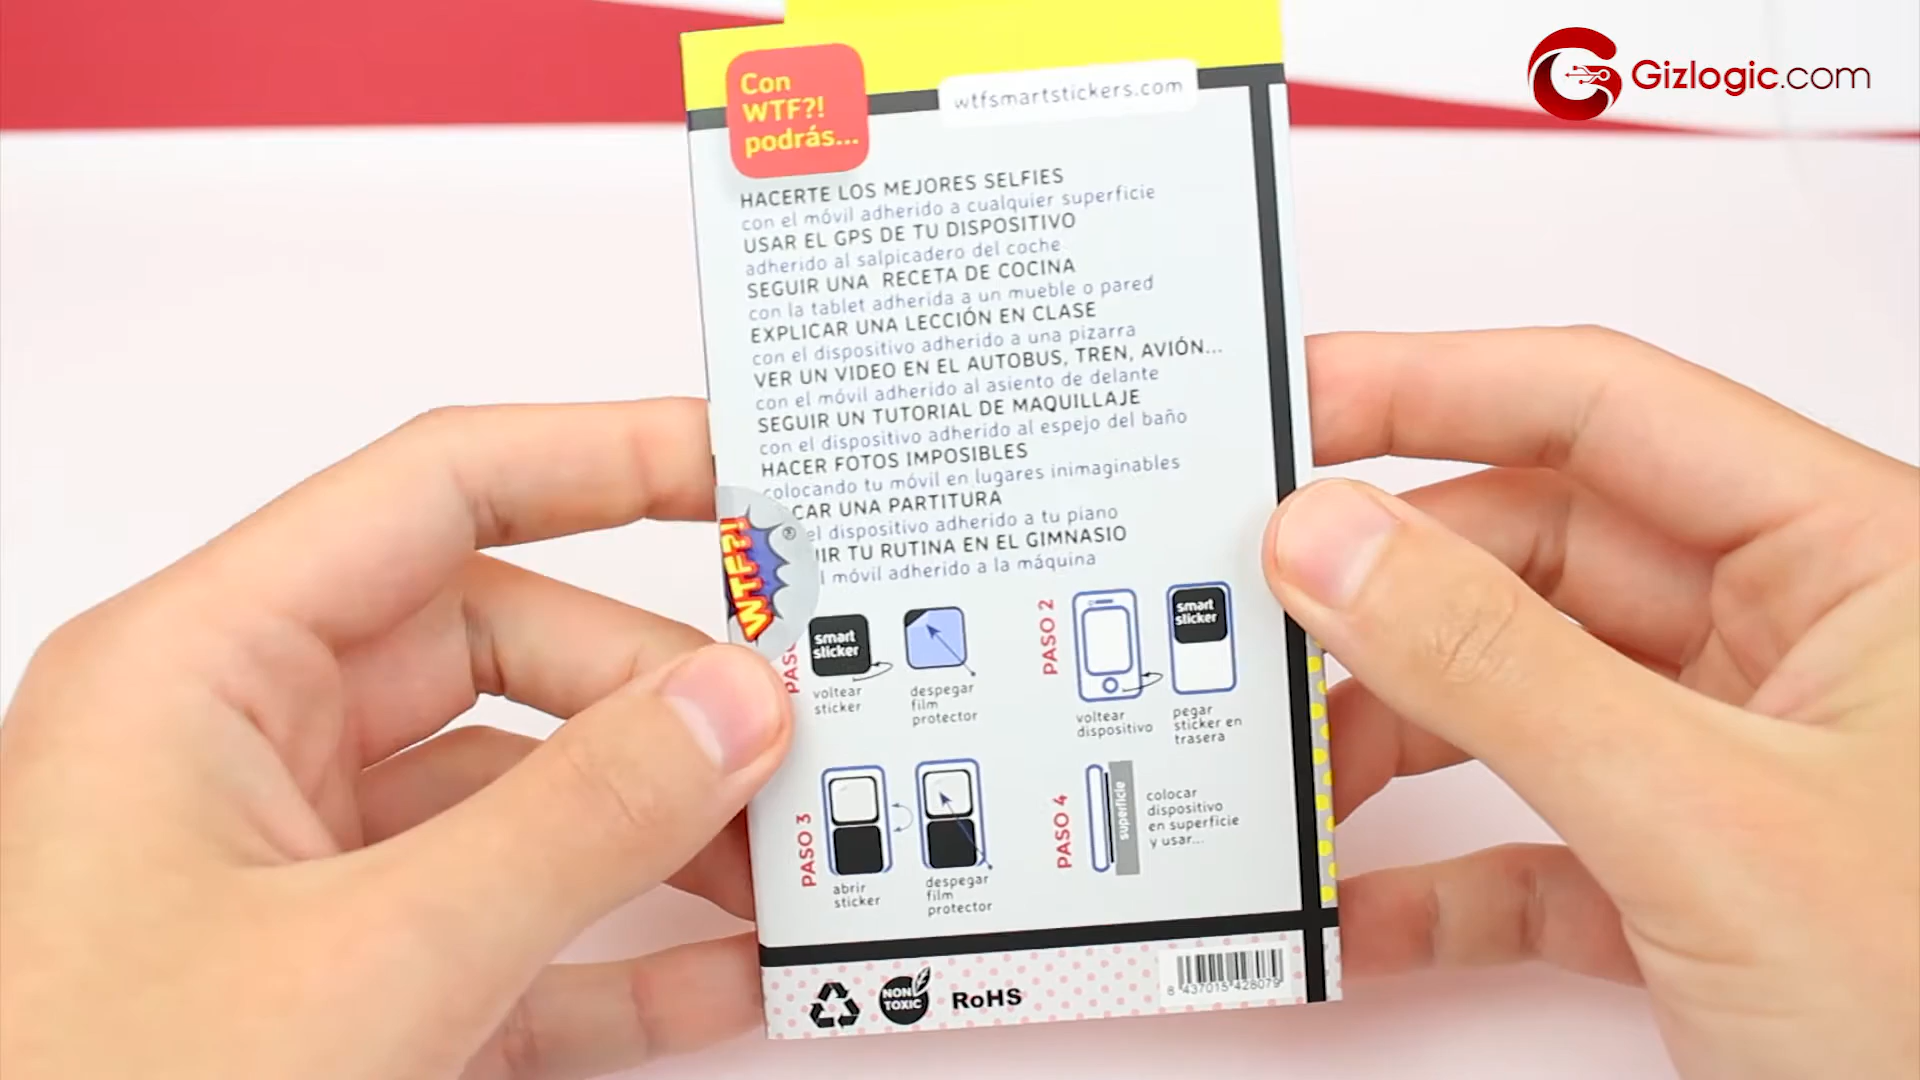 Gizlogic.com
Con
WTF?!
podrás...
wtfsmartstickers.com
HACERTE LOS MEJORES SELFIES
con el móvil adherido a cualquier superficie
USAR EL GPS DE TU DISPOSITIVO
adherido al salpicadero del coche
SEGUIR UNA RECETA DE COCINA
con la tablet adherida a un mueble o pared
EXPLICAR UNA LECCIÓN EN CLASE
con el dispositivo adherido a una pizarra
VER UN VIDEO EN EL AUTOBUS, TREN, AVIÓN...
con el móvil adherido al asiento de delante
SEGUIR UN TUTORIAL DE MAQUILLAJE
con el dispositivo adherido al espejo del baño
HACER FOTOS IMPOSIBLES
colocando tu móvil en lugares inimaginables
CAR UNA PARTITURA
el dispositivo adherido a tu piano
IR TU RUTINA EN EL GIMNASIO
l móvil adherido a la máquina
WTF?!
®
PASO
smart
sticker
voltear
sticker
despegar
film
protector
PASO 2
voltear
dispositivo
smart
sticker
pegar
sticker en
trasera
PASO 3
abrir
sticker
despegar
film
protector
PASO 4
superficie
colocar
dispositivo
en superficie
y usar...
NON
TOXIC
RoHS
8 437015 428079